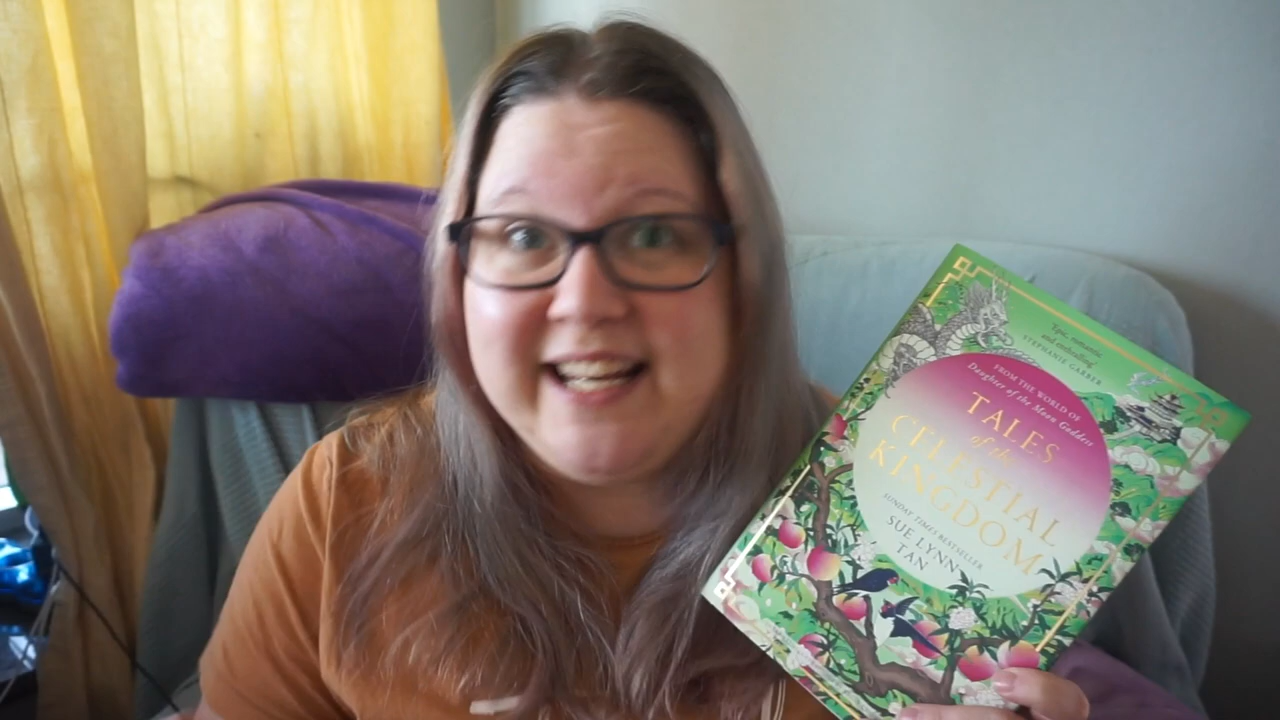 'Epic, romantic
and enthralling'
STEPHANIE GARBER
FROM THE WORLD OF
Daughter of the Moon Goddess
TALES
of the
CELESTIAL
KINGDOM
SUNDAY TIMES BESTSELLER
SUE LYNN
TAN